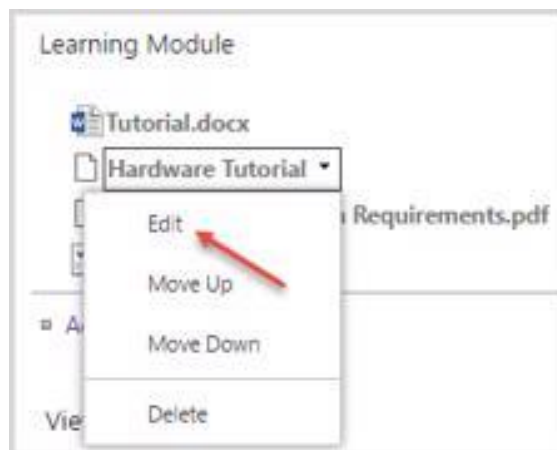 Learning Module
Tutorial.docx
Hardware Tutorial
Edit
Requirements.pdf
Move Up
Move Down
Delete